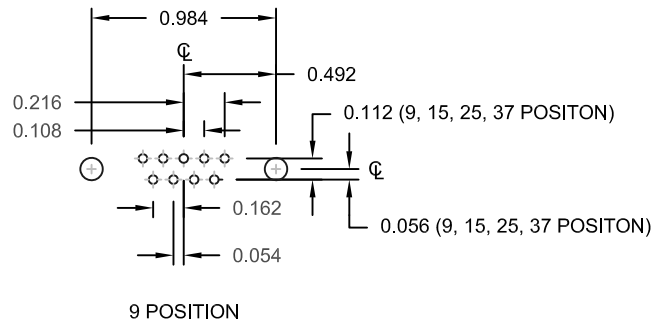 0.984
℄
0.492
0.216
0.112 (9, 15, 25, 37 POSITON)
0.108
℄
0.162
0.056 (9, 15, 25, 37 POSITON)
0.054
9 POSITION